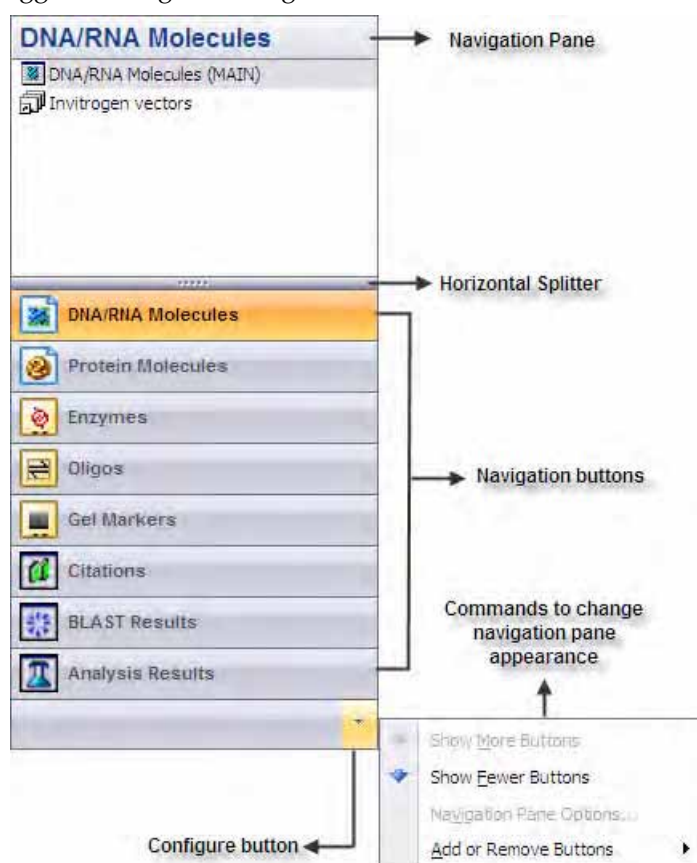 DNA/RNA Molecules
Navigation Pane
DNA/RNA Molecules (MAIN)
Invitrogen vectors
Horizontal Splitter
DNA/RNA Molecules
Protein Molecules
Enzymes
Oligos
Navigation buttons
Gel Markers
Citations
BLAST Results
Commands to change
navigation pane
appearance
Analysis Results
Show More Buttons
Show Fewer Buttons
Navigation Pane Options...
Add or Remove Buttons
Configure button